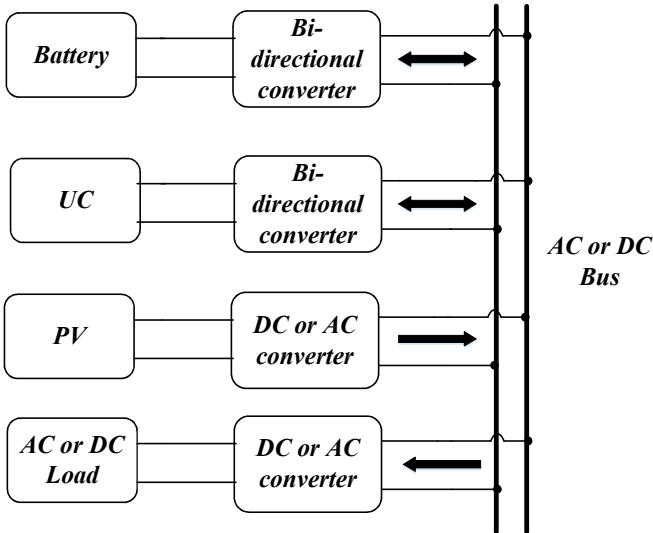 Battery
Bi-
directional
converter
UC
Bi-
directional
converter
AC or DC
Bus
PV
DC or AC
converter
AC or DC
Load
DC or AC
converter